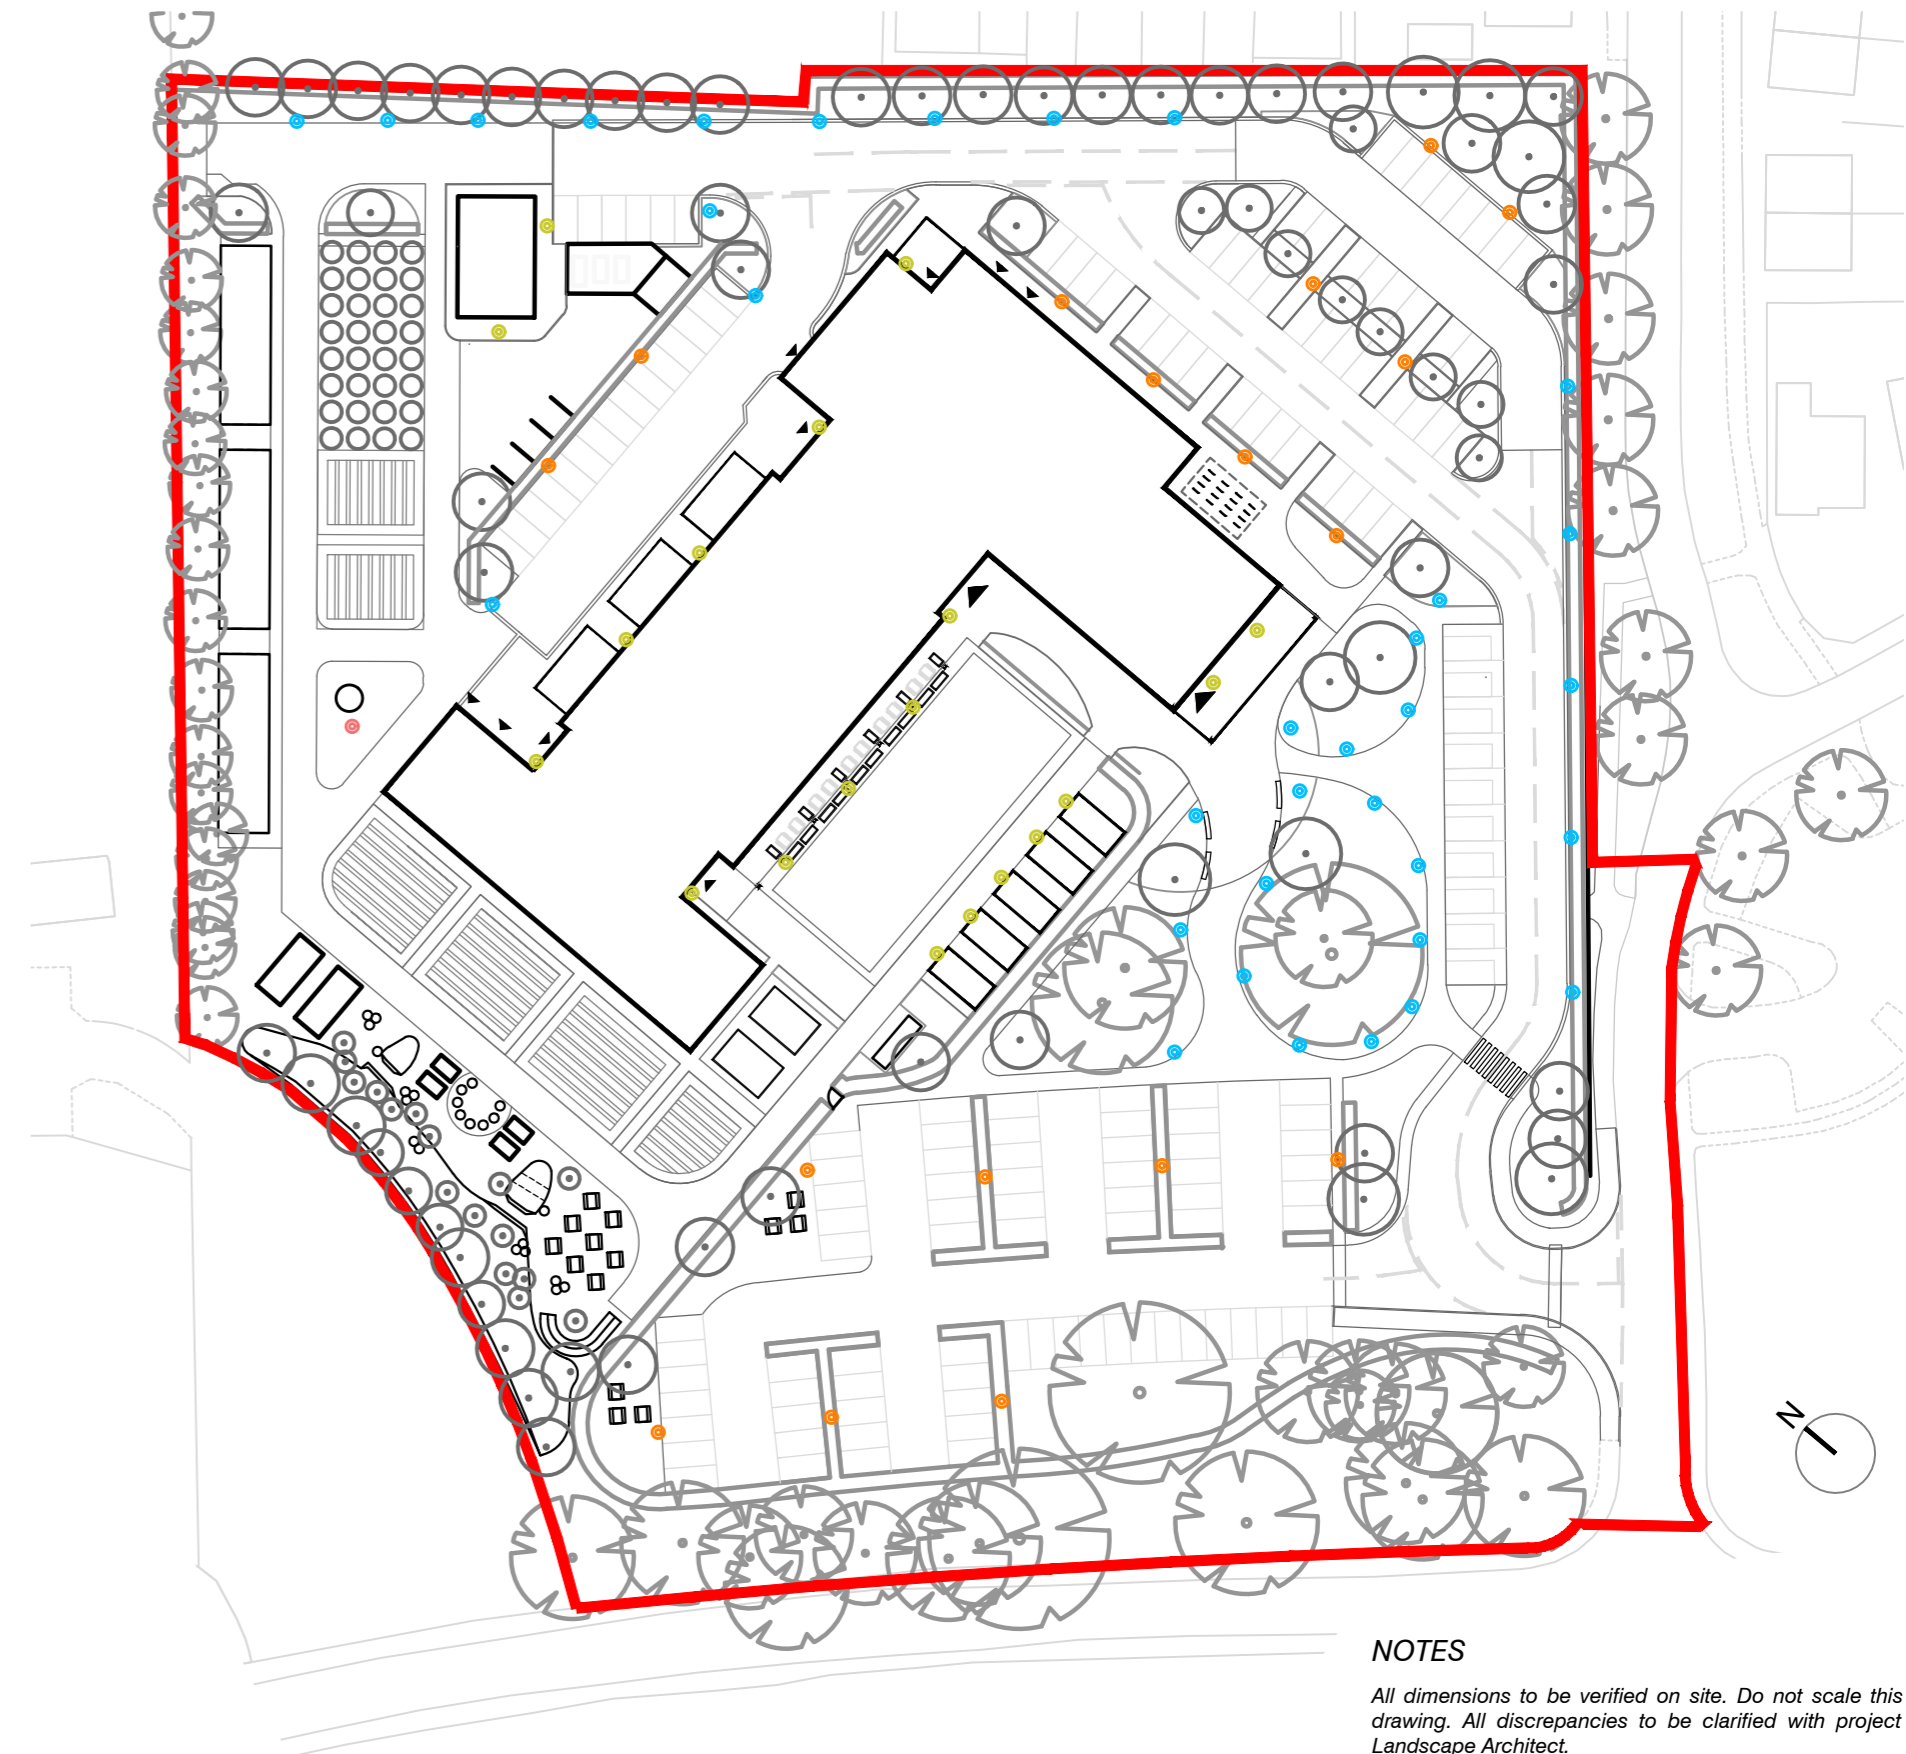 N
NOTES
All dimensions to be verified on site. Do not scale this
drawing. All discrepancies to be clarified with project
Landscape Architect.